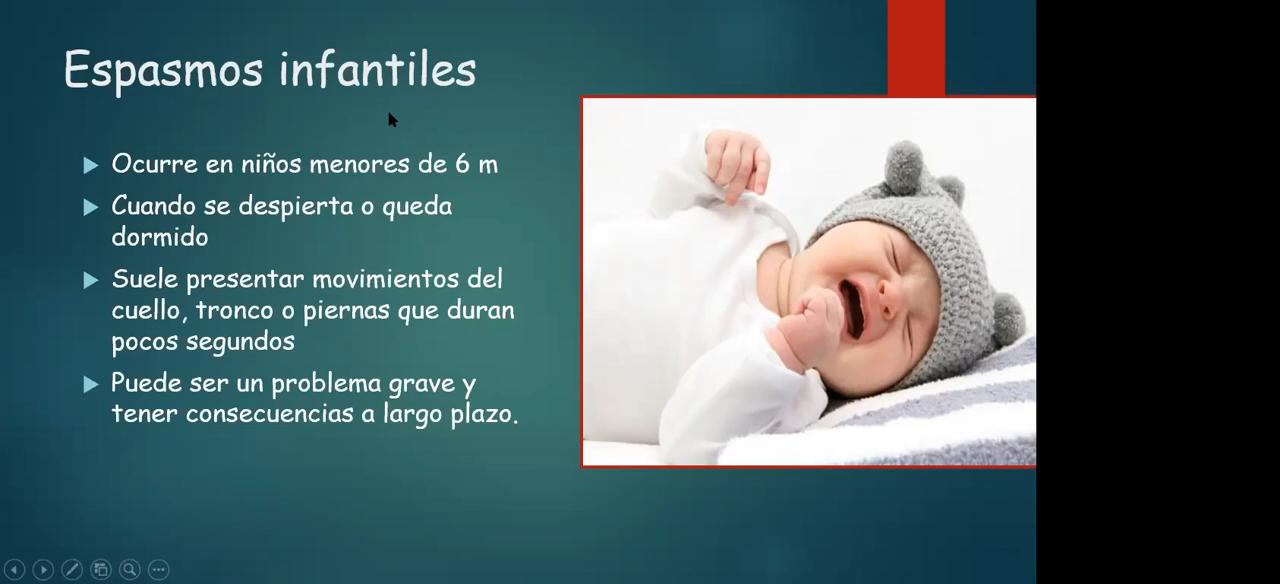 Espasmos infantiles
Ocurre en niños menores de 6 m
Cuando se despierta o queda
dormido
Suele presentar movimientos del
cuello, tronco o piernas que duran
pocos segundos
Puede ser un problema grave y
tener consecuencias a largo plazo.